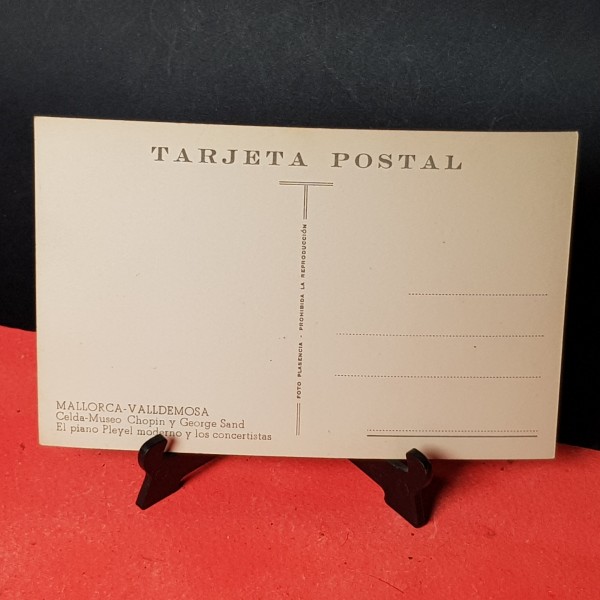 TARJETA POSTAL
FOTO PLASENCIA - PROHIBIDA LA REPRODUCCIÓN
MALLORCA-VALLDEMOSA
Celda-Museo Chopin y George Sand
El piano Pleyel moderno y los concertistas